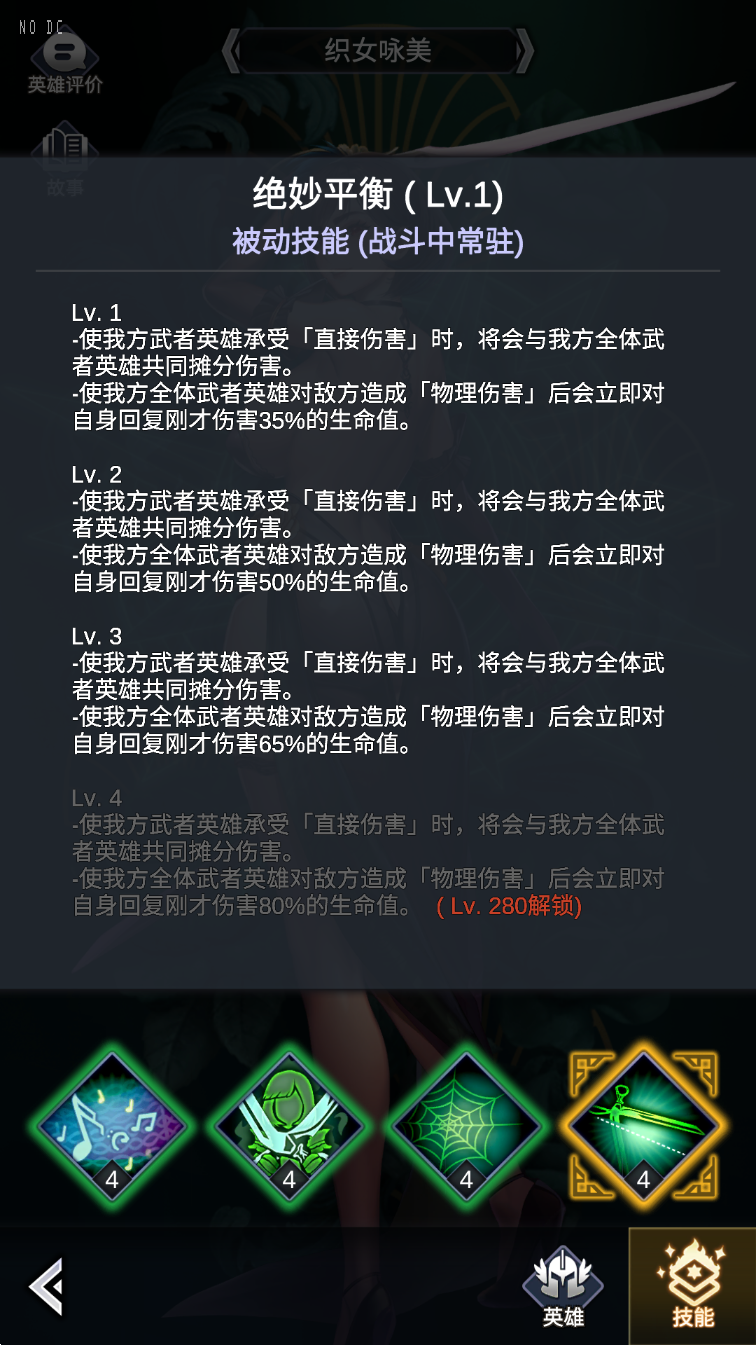 NO DC
织女咏美
英雄评价
故事
绝妙平衡 ( Lv.1)
被动技能 (战斗中常驻)
Lv. 1
-使我方武者英雄承受「直接伤害」时，将会与我方全体武
者英雄共同摊分伤害。
-使我方全体武者英雄对敌方造成「物理伤害」后会立即对
自身回复刚才伤害35%的生命值。
Lv. 2
-使我方武者英雄承受「直接伤害」时，将会与我方全体武
者英雄共同摊分伤害。
-使我方全体武者英雄对敌方造成「物理伤害」后会立即对
自身回复刚才伤害50%的生命值。
Lv. 3
-使我方武者英雄承受「直接伤害」时，将会与我方全体武
者英雄共同摊分伤害。
-使我方全体武者英雄对敌方造成「物理伤害」后会立即对
自身回复刚才伤害65%的生命值。
Lv. 4
-使我方武者英雄承受「直接伤害」时，将会与我方全体武
者英雄共同摊分伤害。
-使我方全体武者英雄对敌方造成「物理伤害」后会立即对
自身回复刚才伤害80%的生命值。 ( Lv. 280解锁)
4 4 4 4
英雄 技能